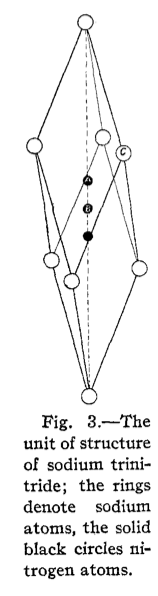 C
A
B
Fig. 3.—The
unit of structure
of sodium trini-
tride; the rings
denote sodium
atoms, the solid
black circles ni-
trogen atoms.